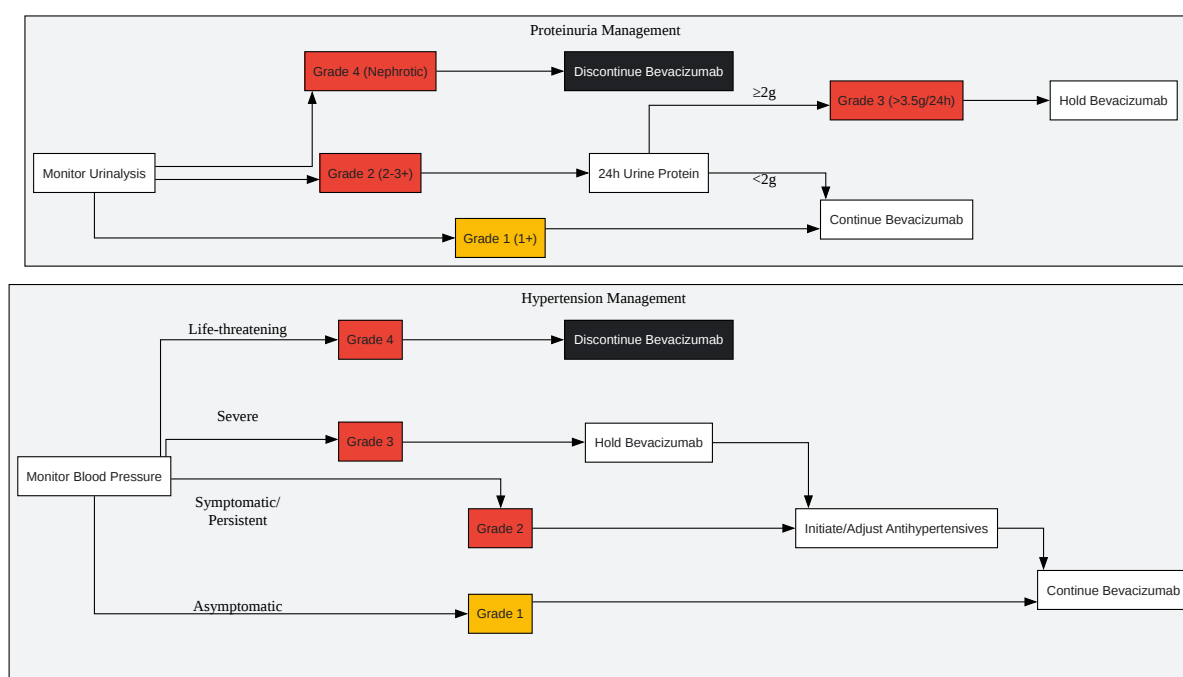 Proteinuria Management
Grade 4 (Nephrotic)
Discontinue Bevacizumab
≥2g
Grade 3 (>3.5g/24h)
Hold Bevacizumab
Monitor Urinalysis
Grade 2 (2-3+)
24h Urine Protein
<2g
Continue Bevacizumab
Grade 1 (1+)
Hypertension Management
Life-threatening
Grade 4
Discontinue Bevacizumab
Severe
Grade 3
Hold Bevacizumab
Monitor Blood Pressure
Symptomatic/
Persistent
Grade 2
Initiate/Adjust Antihypertensives
Continue Bevacizumab
Asymptomatic
Grade 1